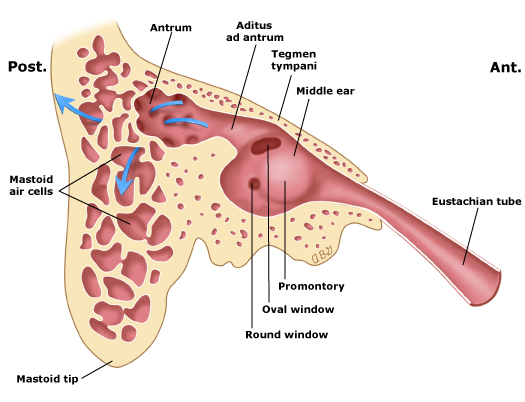 Antrum
Aditus
ad antrum
Tegmen
tympani
Middle ear
Post.
Ant.
Mastoid
air cells
Eustachian tube
Promontory
Oval window
Round window
Mastoid tip